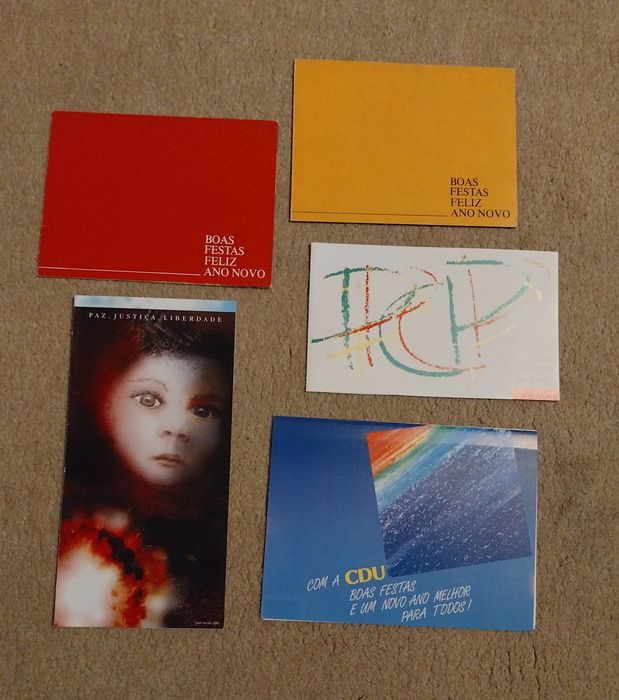 BOAS
FESTAS
FELIZ
ANO NOVO
BOAS
FESTAS
FELIZ
ANO NOVO
PAZ, JUSTIÇA, LIBERDADE
PCP
COM A CDU
BOAS FESTAS
E UM NOVO ANO MELHOR
PARA TODOS!